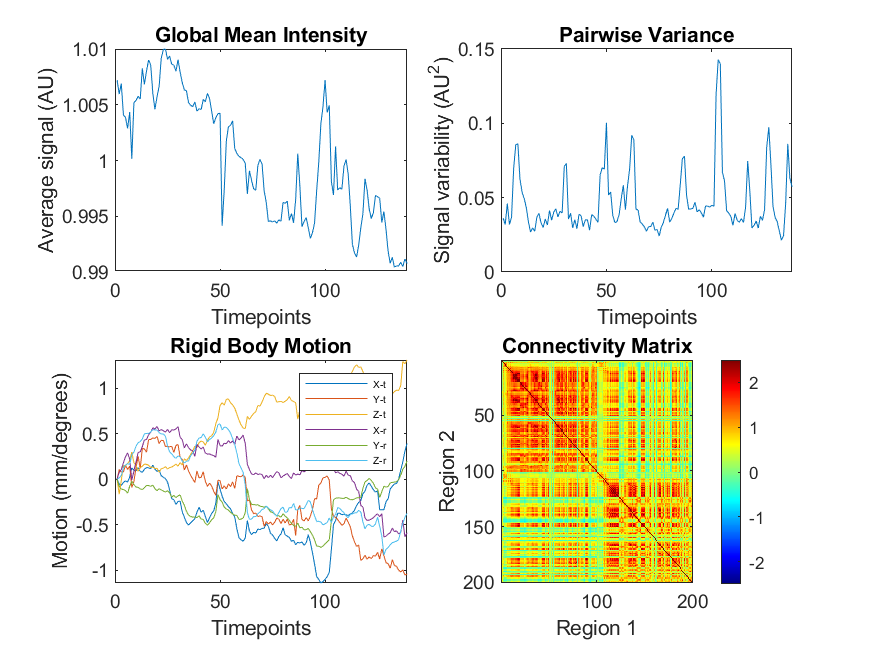 Global Mean Intensity
Average signal (AU)
1.01
1.005
1
0.995
0.99
0
50
100
Timepoints
Pairwise Variance
Signal variability (AU²)
0.15
0.1
0.05
0
0
50
100
Timepoints
Rigid Body Motion
Motion (mm/degrees)
1
0.5
0
-0.5
-1
0
50
100
Timepoints
X-t
Y-t
Z-t
X-r
Y-r
Z-r
Connectivity Matrix
Region 2
50
100
150
200
100
200
Region 1
2
1
0
-1
-2